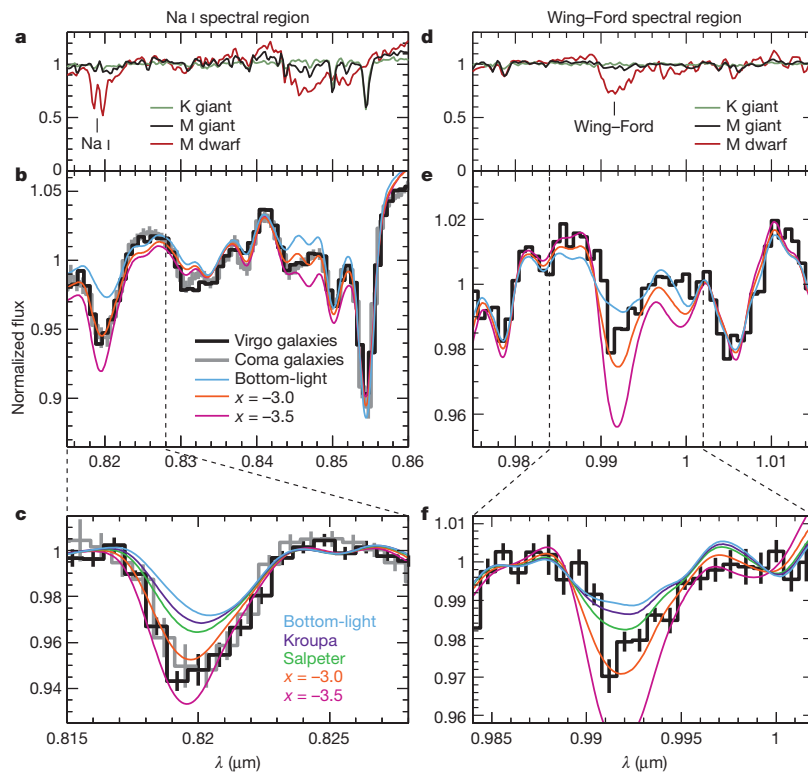 Na I spectral region
Wing–Ford spectral region
a
1
0.5
0
K giant
M giant
M dwarf
Na I
d
1
0.5
0
K giant
M giant
M dwarf
Wing–Ford
b
1.05
1
0.95
0.9
Normalized flux
Virgo galaxies
Coma galaxies
Bottom-light
x = –3.0
x = –3.5
0.82
0.83
0.84
0.85
0.86
e
1.02
1.00
0.98
0.96
0.98
0.99
1
1.01
c
1
0.98
0.96
0.94
Bottom-light
Kroupa
Salpeter
x = –3.0
x = –3.5
0.815
0.82
0.825
λ (μm)
f
1.01
1.00
0.99
0.98
0.97
0.96
0.985
0.99
0.995
1
λ (μm)